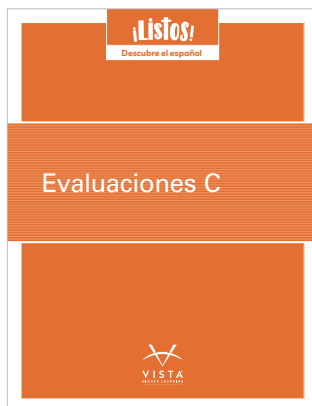 ¡Listos!
Descubre el español
Evaluaciones C
VISTA
HIGHER LEARNING